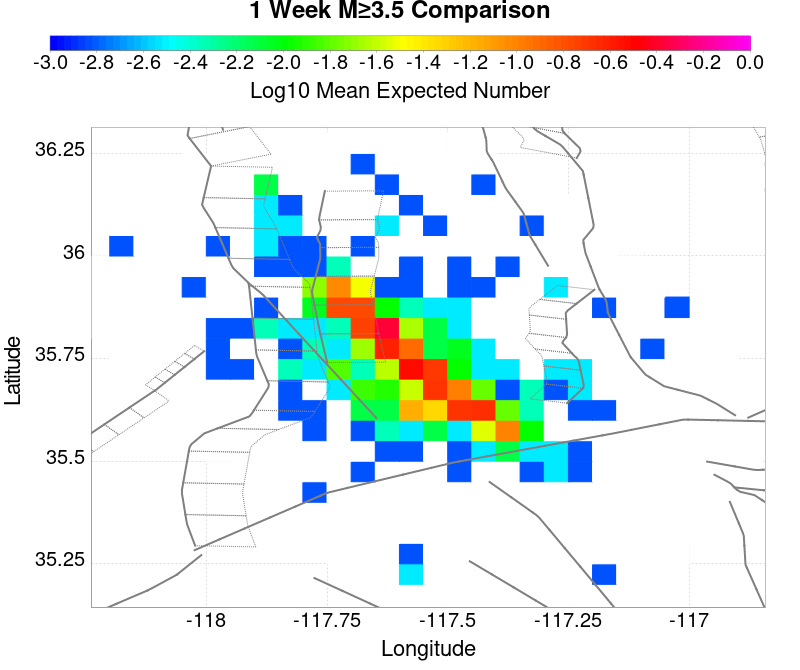 1 Week M≥3.5 Comparison
-3.0 -2.8 -2.6 -2.4 -2.2 -2.0 -1.8 -1.6 -1.4 -1.2 -1.0 -0.8 -0.6 -0.4 -0.2 0.0
Log10 Mean Expected Number
36.25
36
35.75
35.5
35.25
Latitude
-118 -117.75 -117.5 -117.25 -117
Longitude